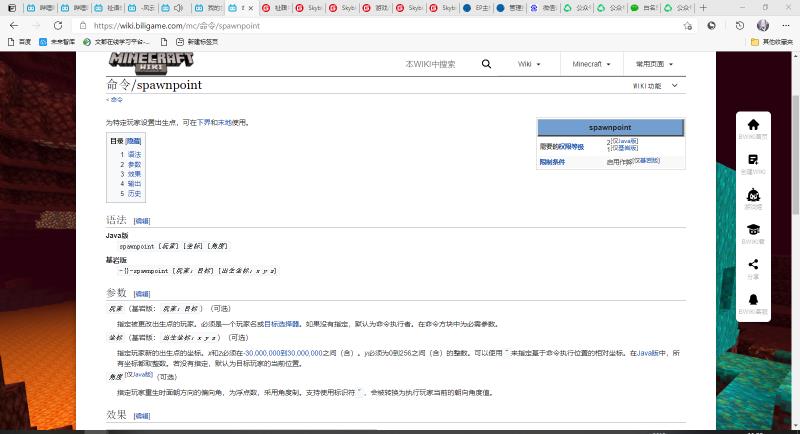 https://wiki.biligame.com/mc/命令/spawnpoint
百度
未来智库
文都在线学习平台-...
新建标签页
其他收藏夹
MINECRAFT
WIKI
本WIKI中搜索
Wiki
Minecraft
常用页面
命令/spawnpoint
WIKI功能
< 命令
为特定玩家设置出生点，可在下界和末地使用。
目录 [隐藏]
1 语法
2 参数
3 效果
4 输出
5 历史
spawnpoint
需要的权限等级
2[仅Java版]
1[仅基岩版]
限制条件
启用作弊[仅基岩版]
语法 [编辑]
Java版
spawnpoint [玩家] [坐标] [角度]
基岩版
-||-spawnpoint [玩家：目标] [出生坐标：x y z]
参数 [编辑]
玩家 （基岩版： 玩家：目标 ）（可选）
指定被更改出生点的玩家。必须是一个玩家名或目标选择器。如果没有指定，默认为命令执行者。在命令方块中为必需参数。
坐标 （基岩版： 出生坐标：x y z ）（可选）
指定玩家新的出生点的坐标。x和z必须在-30,000,000到30,000,000之间（含）。y必须为0到256之间（含）的整数。可以使用 ~ 来指定基于命令执行位置的相对坐标。在Java版中，所
有坐标都取整数。若没有指定，默认为目标玩家的当前位置。
角度 [仅Java版]（可选）
指定玩家重生时面朝方向的偏向角，为浮点数，采用角度制。支持使用标识符 ~ ，会被转换为执行玩家当前的朝向角度值。
效果 [编辑]
BWIKI首页
创建WIKI
分享